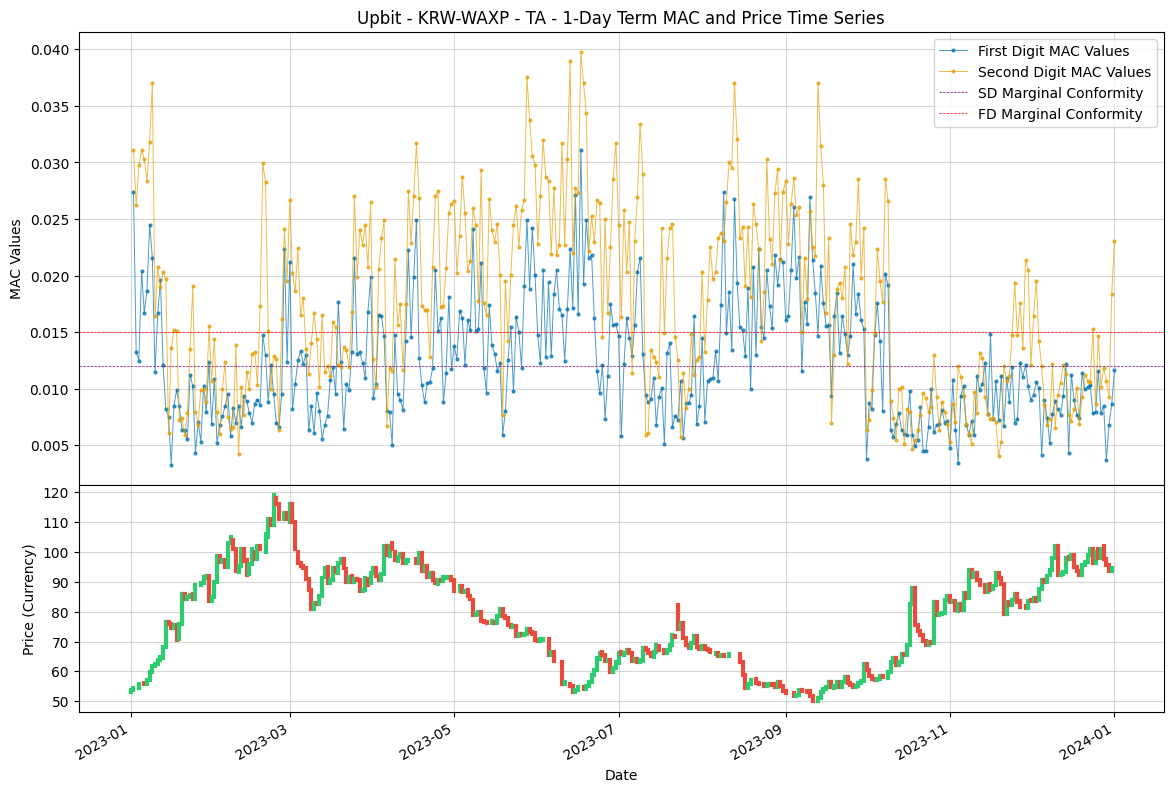 Upbit - KRW-WAXP - TA - 1-Day Term MAC and Price Time Series
First Digit MAC Values
Second Digit MAC Values
SD Marginal Conformity
FD Marginal Conformity
MAC Values
0.040
0.035
0.030
0.025
0.020
0.015
0.010
0.005
Price (Currency)
120
110
100
90
80
70
60
50
2023-01
2023-03
2023-05
2023-07
2023-09
2023-11
2024-01
Date